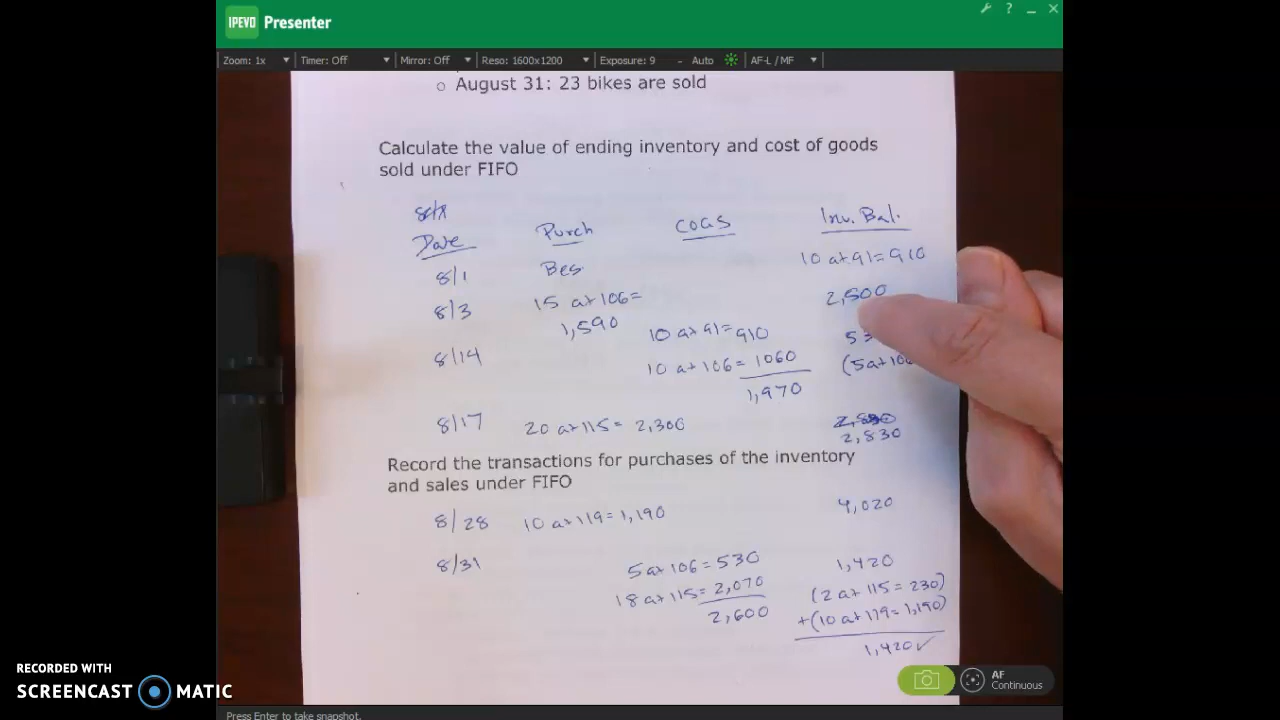 IPEVO Presenter
Zoom: 1x Timer: Off Mirror: Off Reso: 1600x1200 Exposure: 9 - Auto AF-L / MF
August 31: 23 bikes are sold
Calculate the value of ending inventory and cost of goods
sold under FIFO
Date Purch COGS Inv. Bal.
8/1 Beg. 10 at 91 = 910
8/3 15 at 106 = 2,500
1,590
8/14 10 at 91 = 910 53
10 at 106 = 1060 (5 at 106
1,970
8/17 20 at 115 = 2,300 2,830
Record the transactions for purchases of the inventory
and sales under FIFO
8/28 10 at 119 = 1,190 4,020
8/31 5 at 106 = 530 1,420
18 at 115 = 2,070 (2 at 115 = 230)
2,600 +(10 at 119 = 1,190)
1,420 ✓
AF
Continuous
RECORDED WITH
SCREENCAST MATIC
Press Enter to take snapshot.